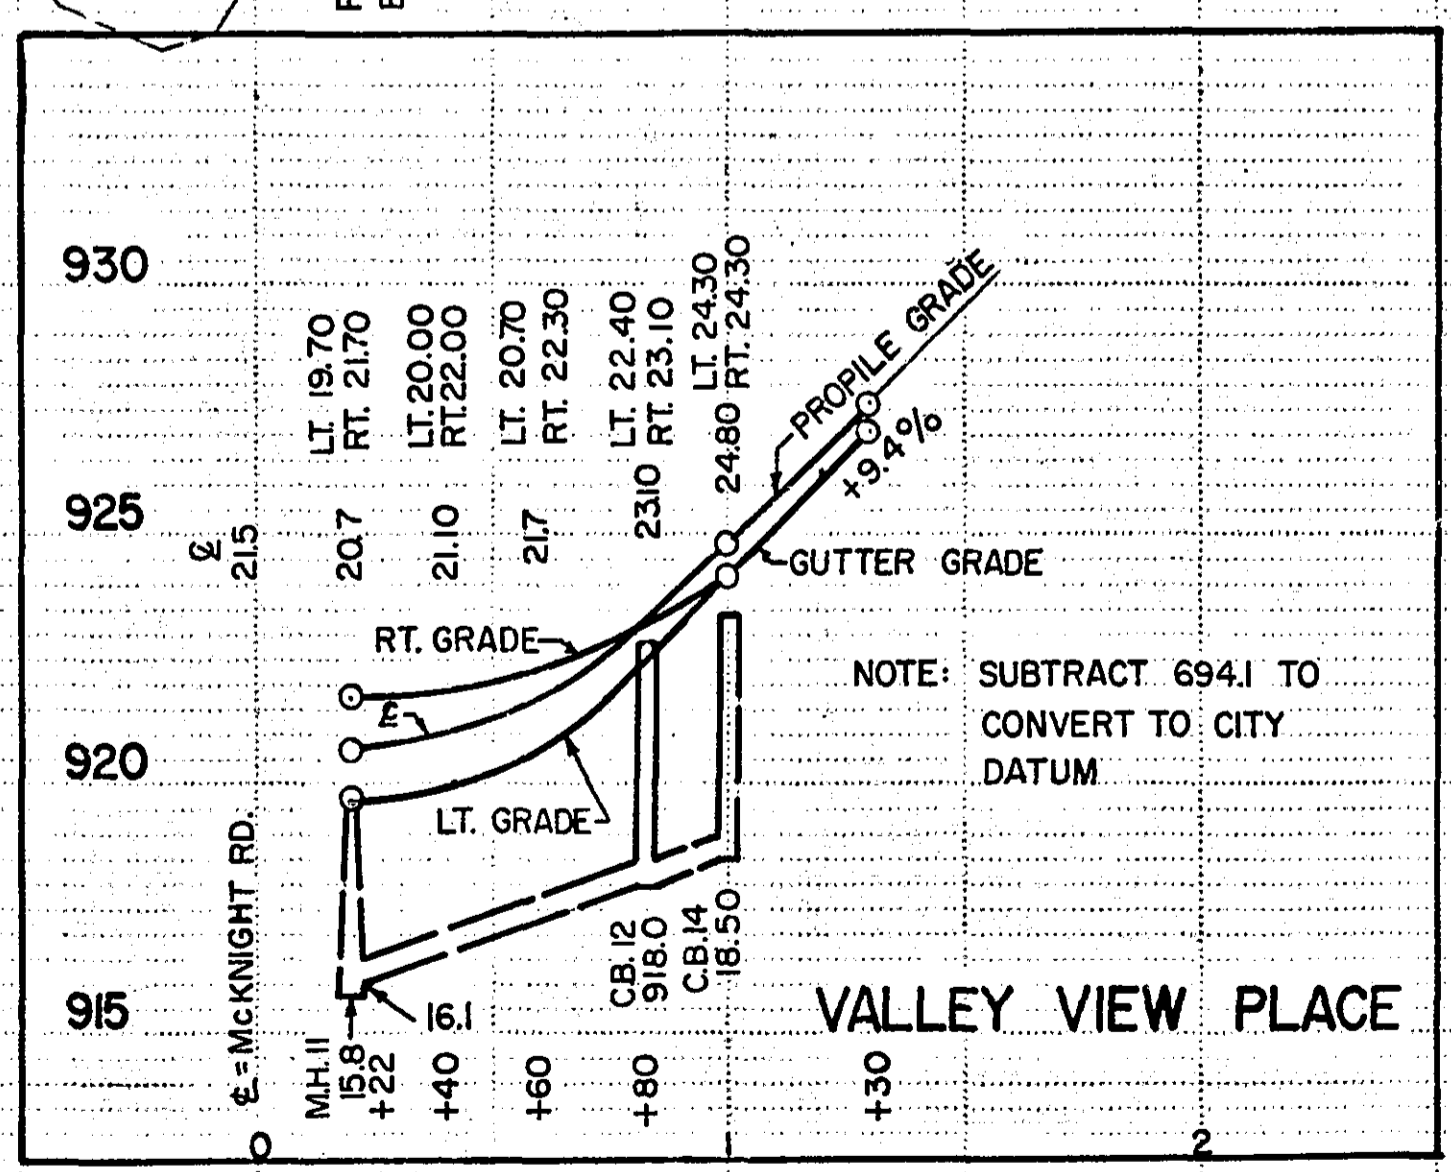 930
925
920
915
℄
21.5
LT. 19.70
RT. 21.70
20.7
LT. 20.00
RT. 22.00
21.10
LT. 20.70
RT. 22.30
21.7
LT. 22.40
RT. 23.10
23.10
LT. 24.30
RT. 24.30
24.80
PROPILE GRADE
+9.4%
GUTTER GRADE
RT. GRADE
℄
LT. GRADE
NOTE: SUBTRACT 694.1 TO
CONVERT TO CITY
DATUM
℄ = McKNIGHT RD.
M.H. 11
15.8
+22
16.1
+40
+60
C.B. 12
918.0
+80
C.B. 14
18.50
VALLEY VIEW PLACE
+30
0
1
2